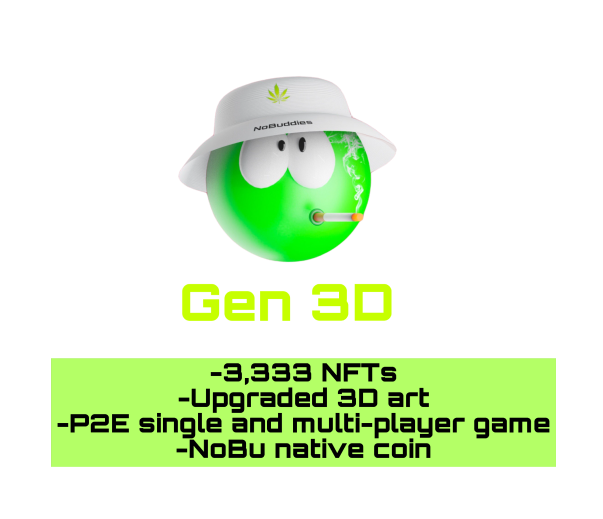 NoBuddies
Gen 3D
-3,333 NFTs
-Upgraded 3D art
-P2E single and multi-player game
-NoBu native coin